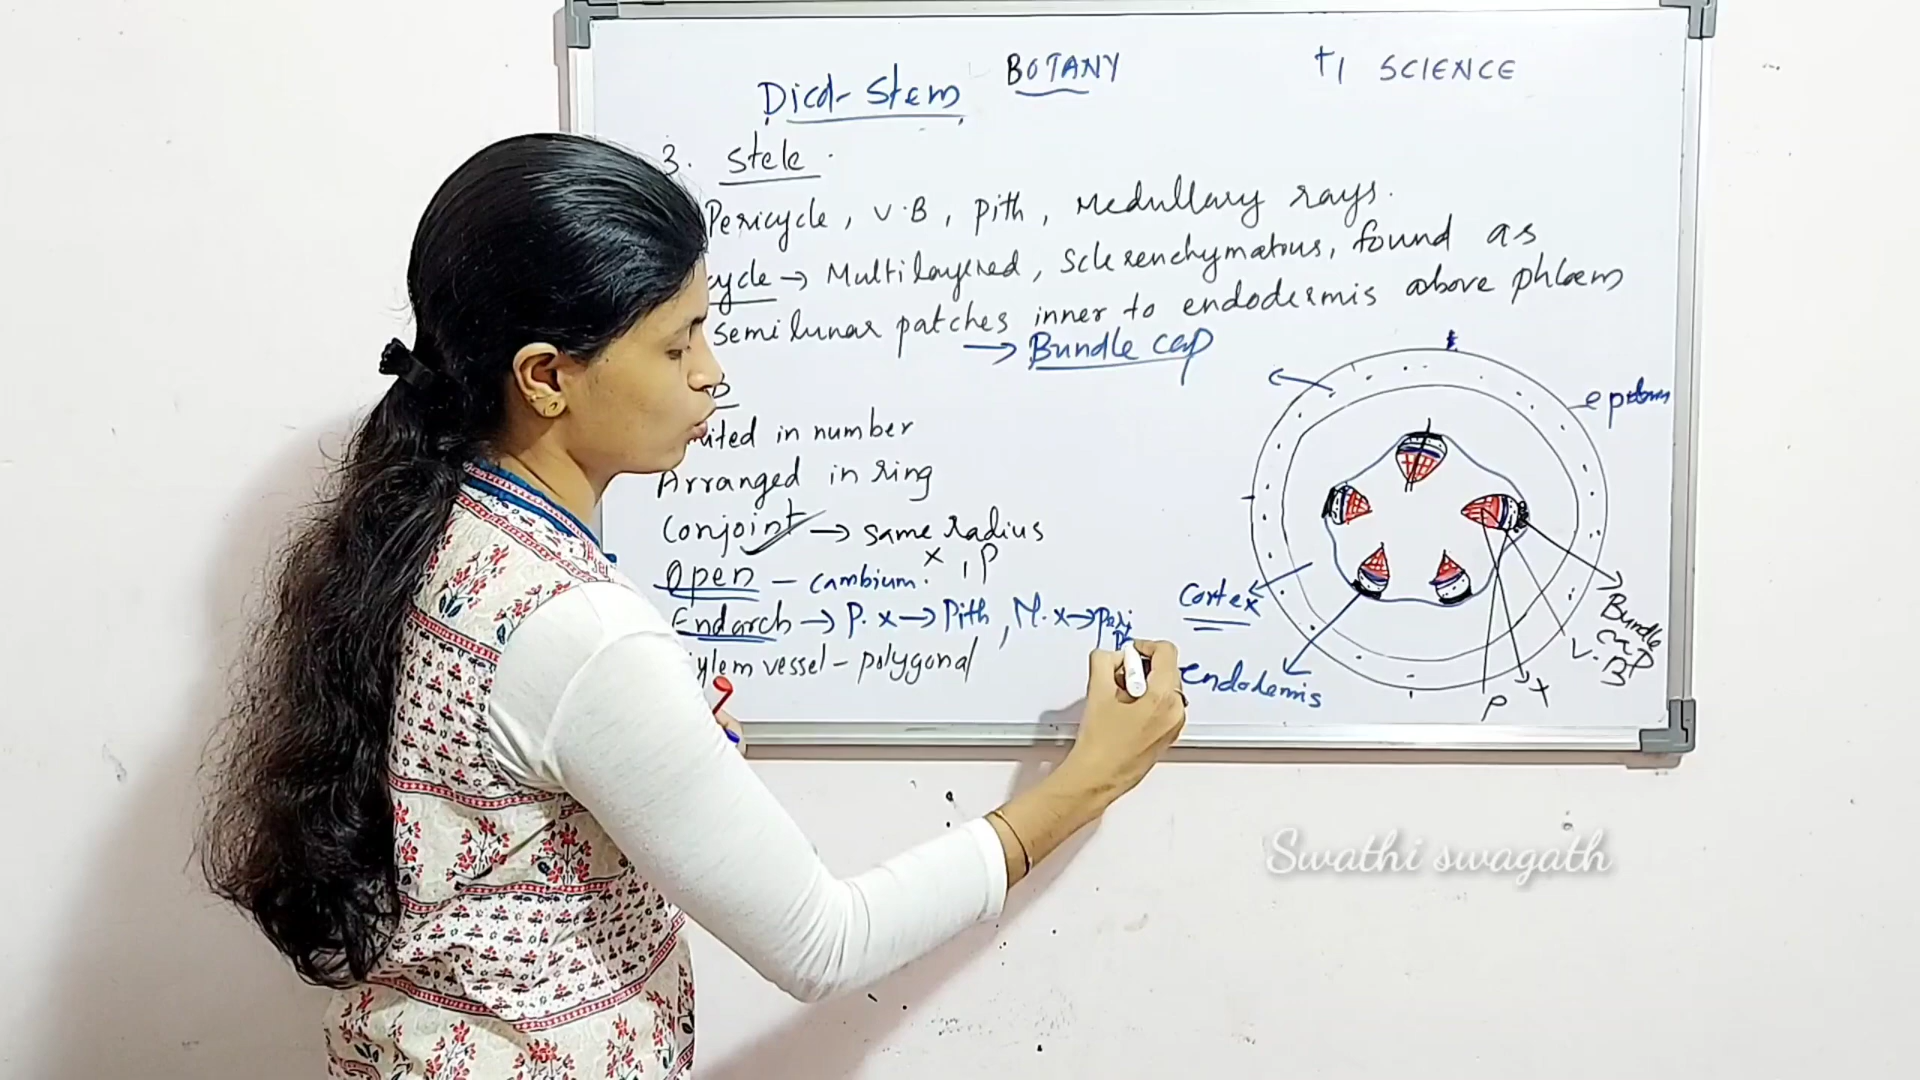 BOTANY
+1 SCIENCE
Dicot-Stem
3. Stele.
Pericycle, V.B, Pith, Medullary rays.
cycle → Multilayered, Sclerenchymatous, found as
semilunar patches inner to endodermis above phloem
→ Bundle cap
ited in number
Arranged in ring
Conjoint → same radius
x, P
Open - cambium.
Endarch → P.x → Pith, M.x → Peri
xylem vessel - polygonal
Cortex
Endodermis
Bundle
cap
V.B
X
P
Swathi swagath